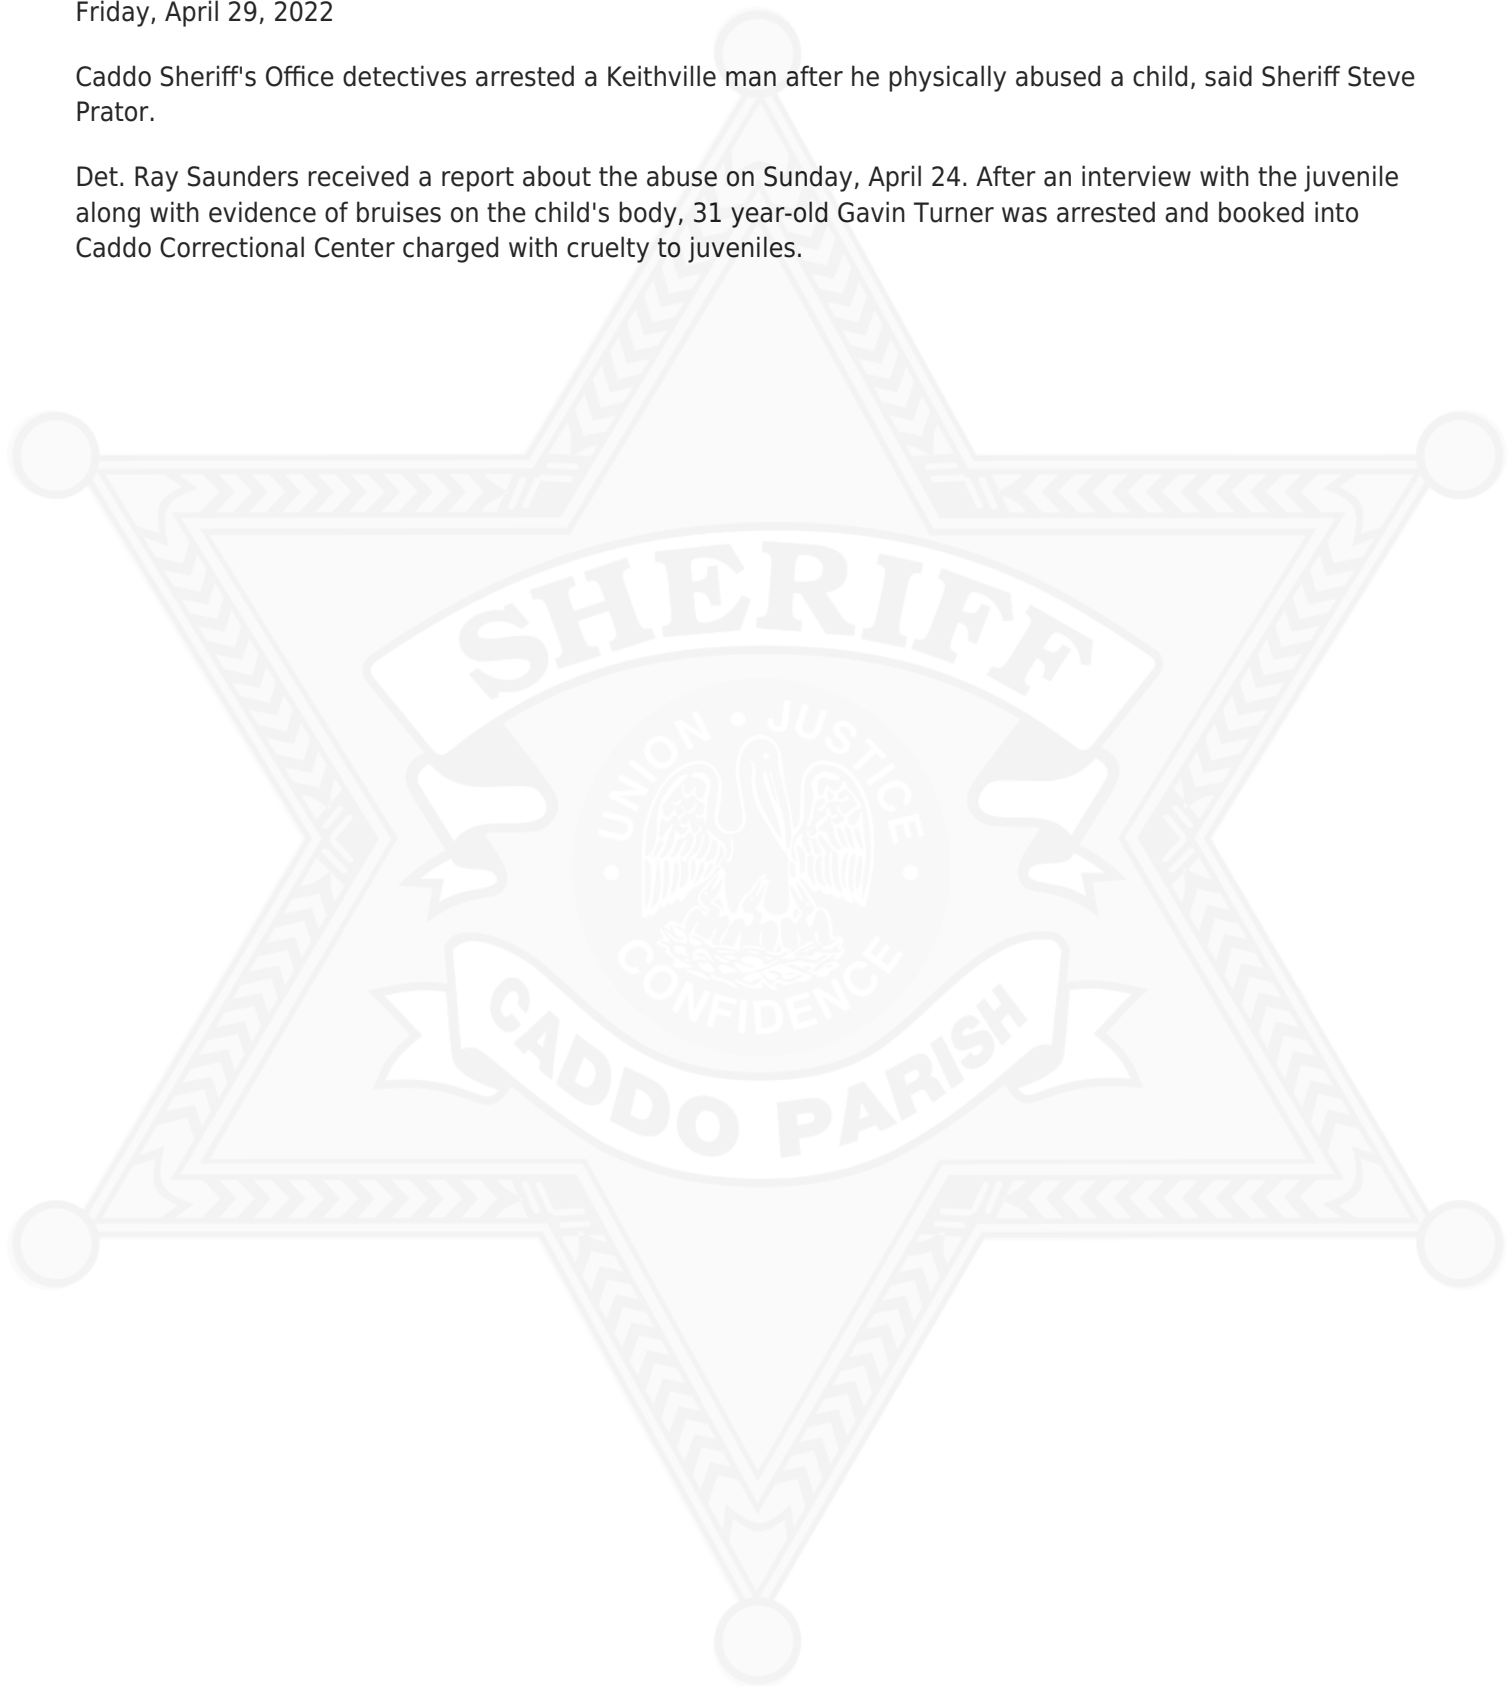 Friday, April 29, 2022
Caddo Sheriff's Office detectives arrested a Keithville man after he physically abused a child, said Sheriff Steve
Prator.
Det. Ray Saunders received a report about the abuse on Sunday, April 24. After an interview with the juvenile
along with evidence of bruises on the child's body, 31 year-old Gavin Turner was arrested and booked into
Caddo Correctional Center charged with cruelty to juveniles.
SHERIFF
UNION • JUSTICE
• CONFIDENCE •
CADDO PARISH